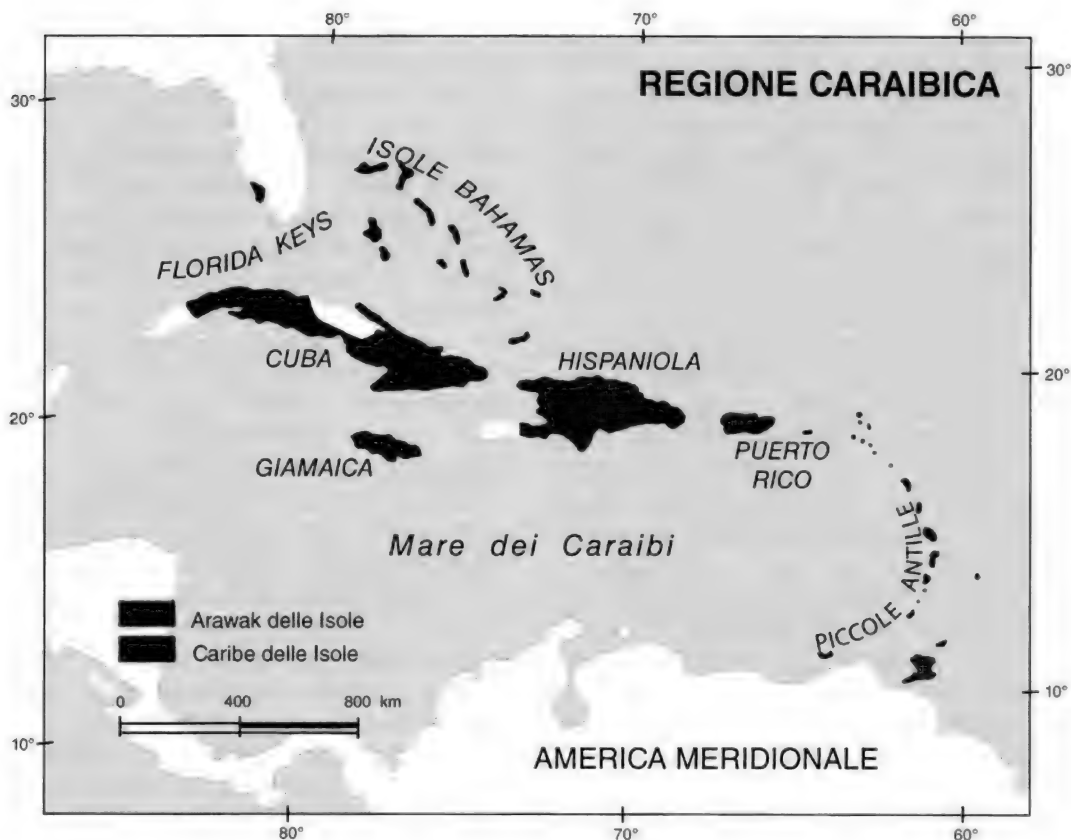 80° 70° 60°
REGIONE CARAIBICA
30° 30°
ISOLE BAHAMAS
FLORIDA KEYS
CUBA
HISPANIOLA
20° 20°
GIAMAICA
PUERTO
RICO
Mare dei Caraibi
PICCOLE ANTILLE
Arawak delle Isole
Caribe delle Isole
0 400 800 km
10° 10°
AMERICA MERIDIONALE
80° 70° 60°